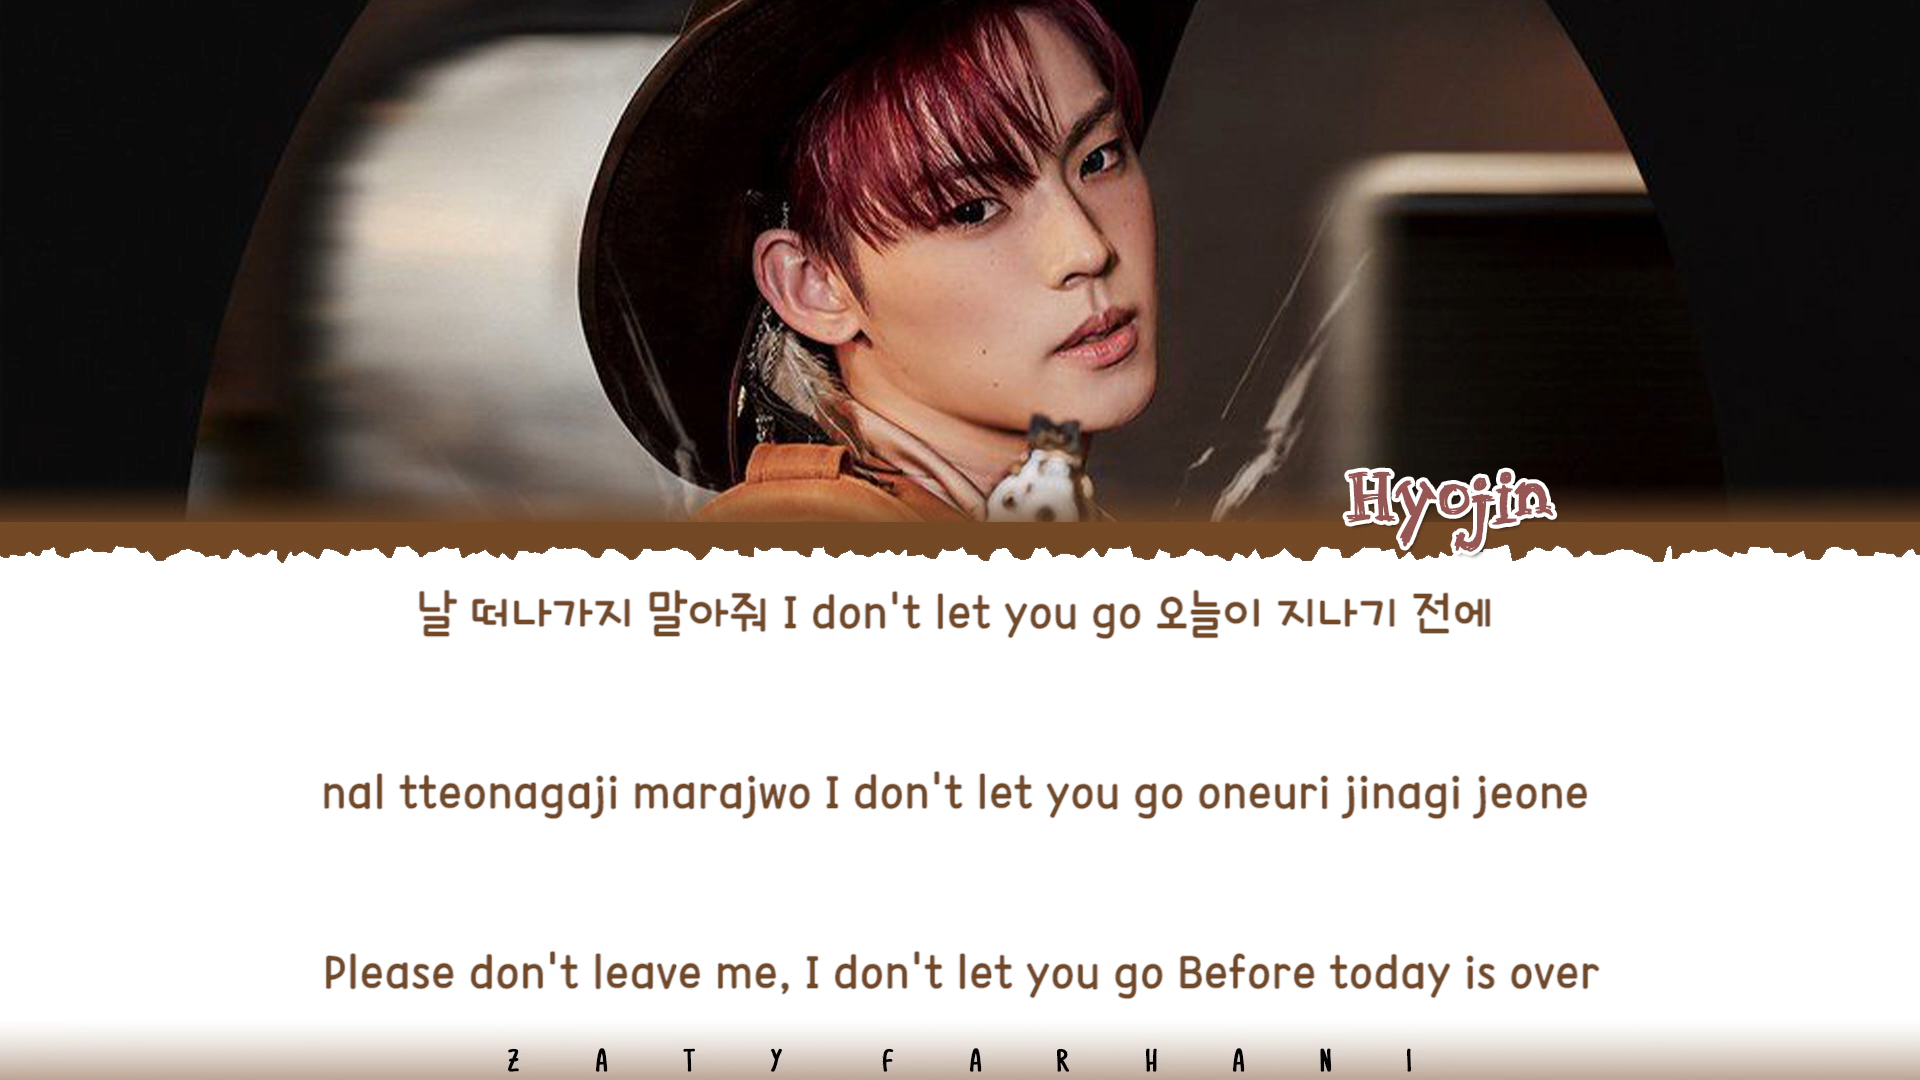 Hyojin
날 떠나가지 말아줘 I don't let you go 오늘이 지나기 전에
nal tteonagaji marajwo I don't let you go oneuri jinagi jeone
Please don't leave me, I don't let you go Before today is over
ZATY FARHANI